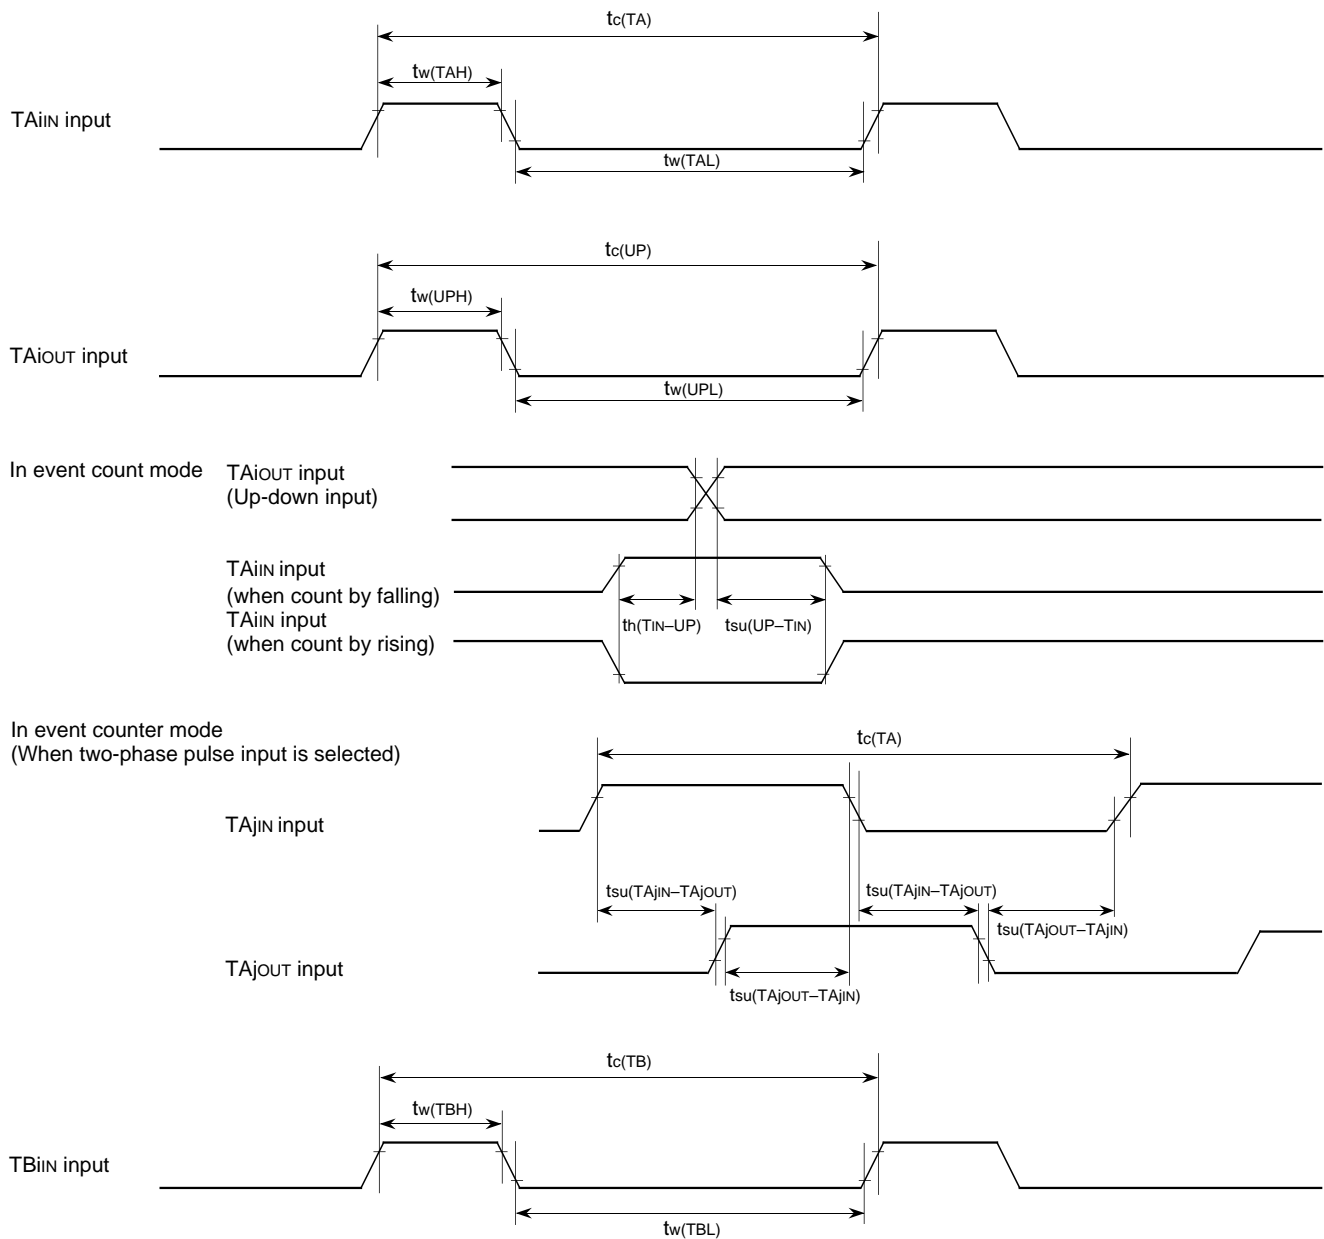 tc(TA)
tw(TAH)
TAiIN input
tw(TAL)
tc(UP)
tw(UPH)
TAiOUT input
tw(UPL)
In event count mode
TAiOUT input
(Up-down input)
TAiIN input
(when count by falling)
TAiIN input
(when count by rising)
th(TIN–UP)
tsu(UP–TIN)
In event counter mode
(When two-phase pulse input is selected)
tc(TA)
TAjIN input
tsu(TAjIN–TAjOUT)
tsu(TAjIN–TAjOUT)
tsu(TAjOUT–TAjIN)
TAjOUT input
tsu(TAjOUT–TAjIN)
tc(TB)
tw(TBH)
TBiIN input
tw(TBL)